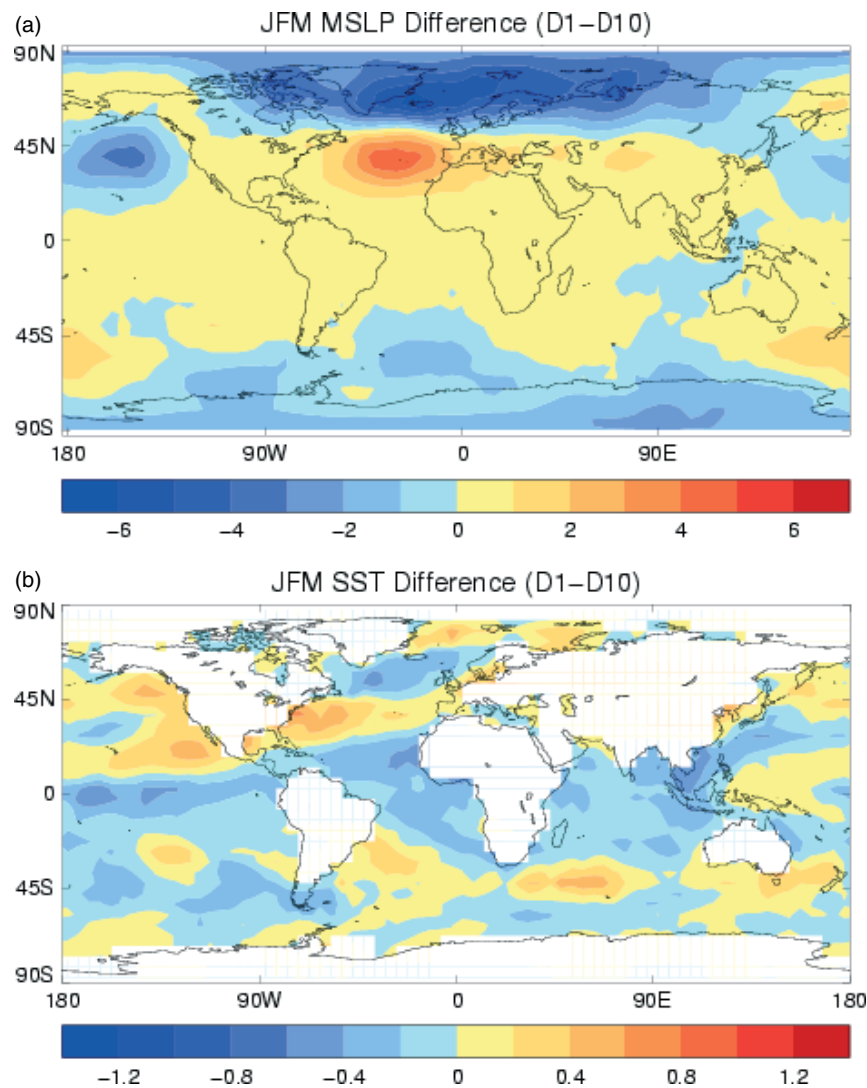 (a)
JFM MSLP Difference (D1−D10)
90N
45N
0
45S
90S
180 90W 0 90E
−6 −4 −2 0 2 4 6
(b)
JFM SST Difference (D1−D10)
90N
45N
0
45S
90S
180 90W 0 90E 180
−1.2 −0.8 −0.4 0 0.4 0.8 1.2